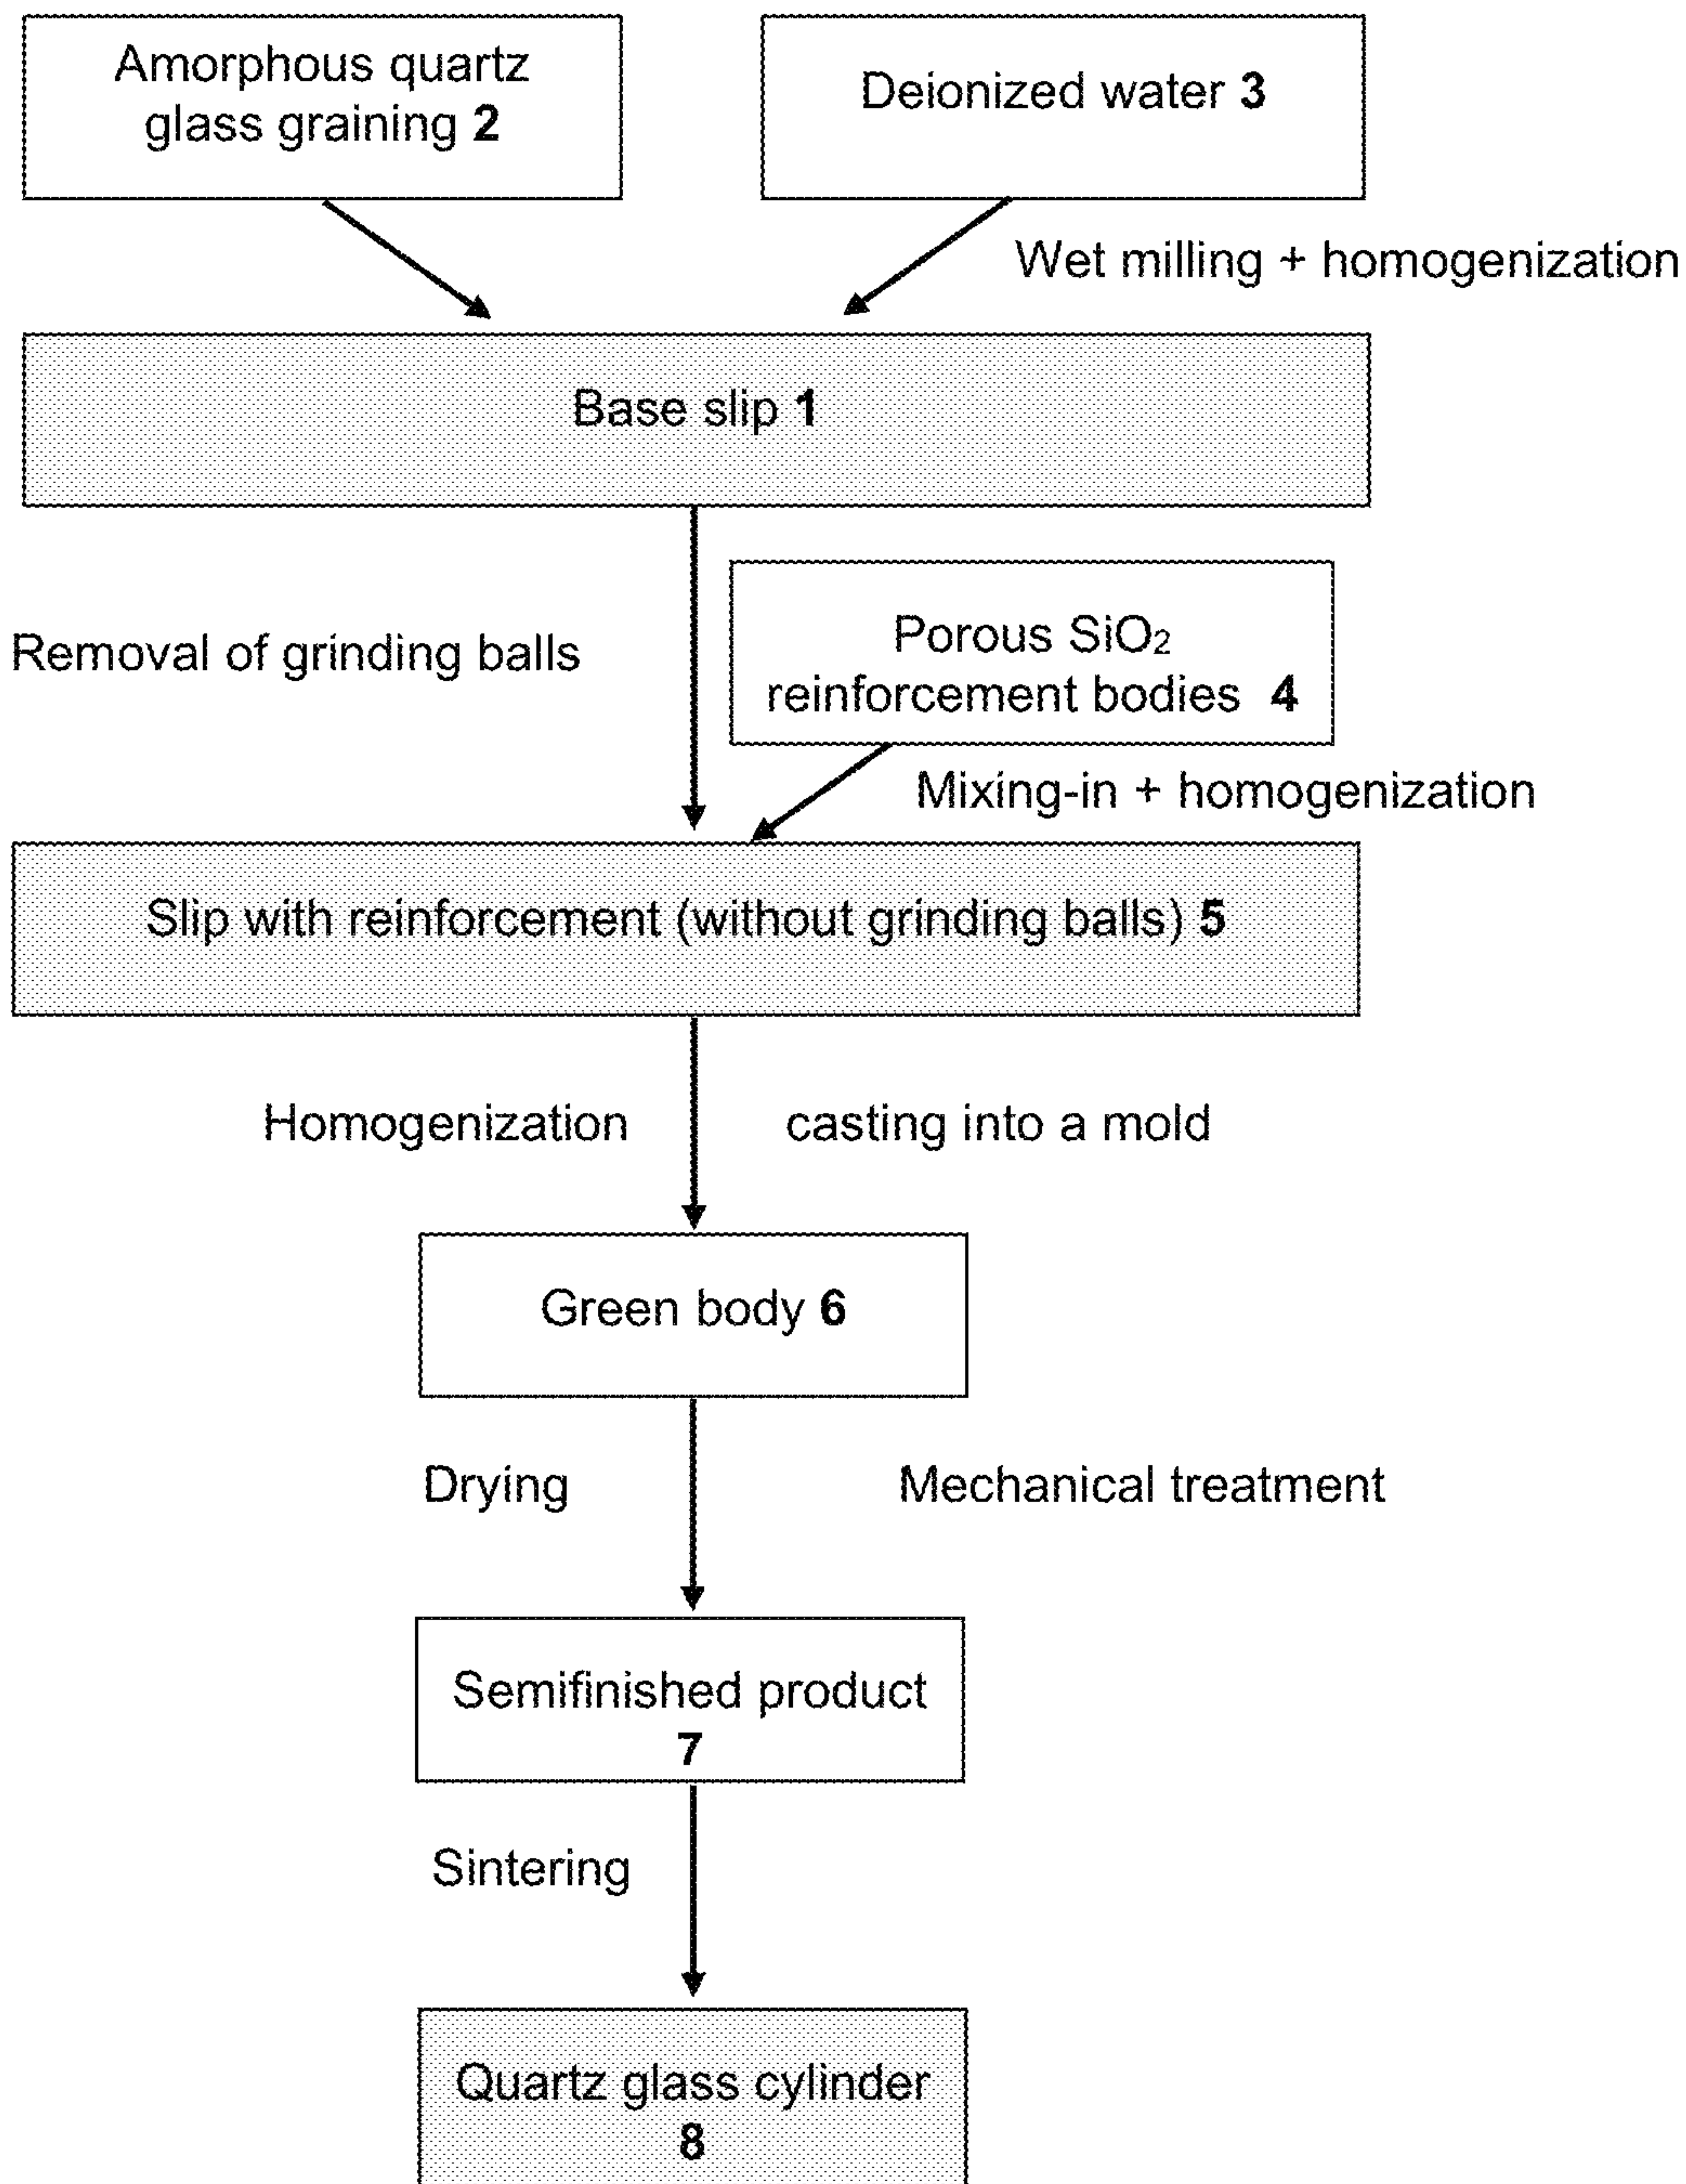 Amorphous quartz
glass graining 2
Deionized water 3
Wet milling + homogenization
Base slip 1
Removal of grinding balls
Porous SiO₂
reinforcement bodies 4
Mixing-in + homogenization
Slip with reinforcement (without grinding balls) 5
Homogenization
casting into a mold
Green body 6
Drying
Mechanical treatment
Semifinished product
7
Sintering
Quartz glass cylinder
8